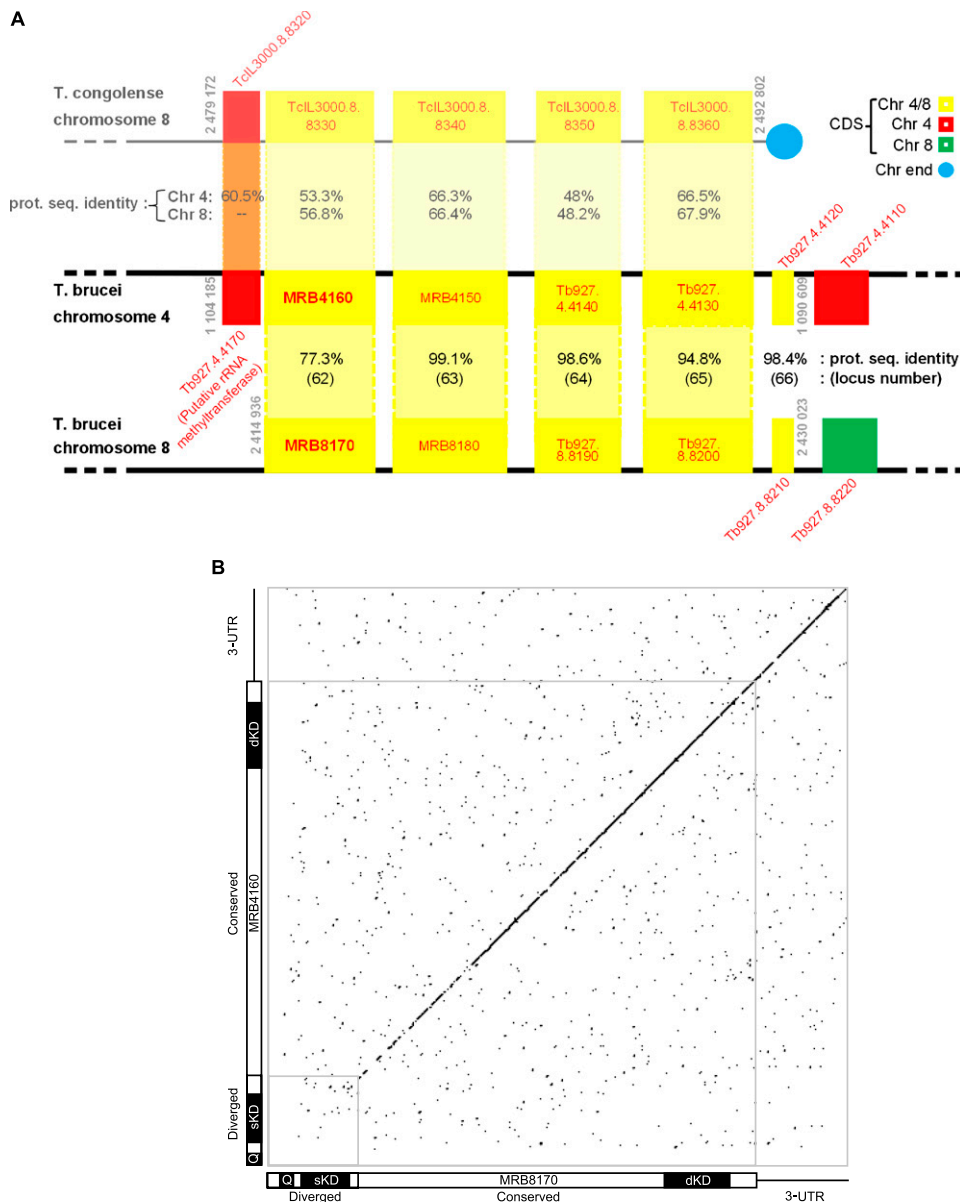 A
TcIL3000.8.8320
T. congolense
chromosome 8
2 479 172
TcIL3000.8.
8330
TcIL3000.8.
8340
TcIL3000.8.
8350
TcIL3000.
8.8360
2 492 802
CDS
Chr 4/8
Chr 4
Chr 8
Chr end
prot. seq. identity :
Chr 4: 60.5% 53.3% 66.3% 48% 66.5%
Chr 8: -- 56.8% 66.4% 48.2% 67.9%
Tb927.4.4120
Tb927.4.4110
T. brucei
chromosome 4
1 104 185
MRB4160
MRB4150
Tb927.
4.4140
Tb927.
4.4130
1 090 609
Tb927.4.4170
(Putative rRNA
methyltransferase)
77.3% 99.1% 98.6% 94.8% 98.4% : prot. seq. identity
(62) (63) (64) (65) (66) : (locus number)
T. brucei
chromosome 8
2 414 936
MRB8170
MRB8180
Tb927.
8.8190
Tb927.
8.8200
2 430 023
Tb927.8.8210
Tb927.8.8220
B
3-UTR
dKD
Conserved
MRB4160
Diverged
sKD
Q
Q sKD MRB8170 dKD
Diverged Conserved 3-UTR